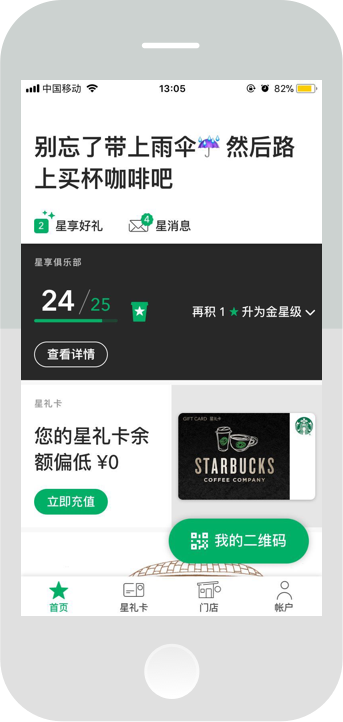 中国移动
13:05
82%
别忘了带上雨伞☔ 然后路
上买杯咖啡吧
2 星享好礼
4 星消息
星享俱乐部
24/25
再积 1 ★ 升为金星级
查看详情
星礼卡
您的星礼卡余
额偏低 ¥0
立即充值
GIFT CARD 星礼卡
STARBUCKS
COFFEE COMPANY
我的二维码
首页
星礼卡
门店
帐户